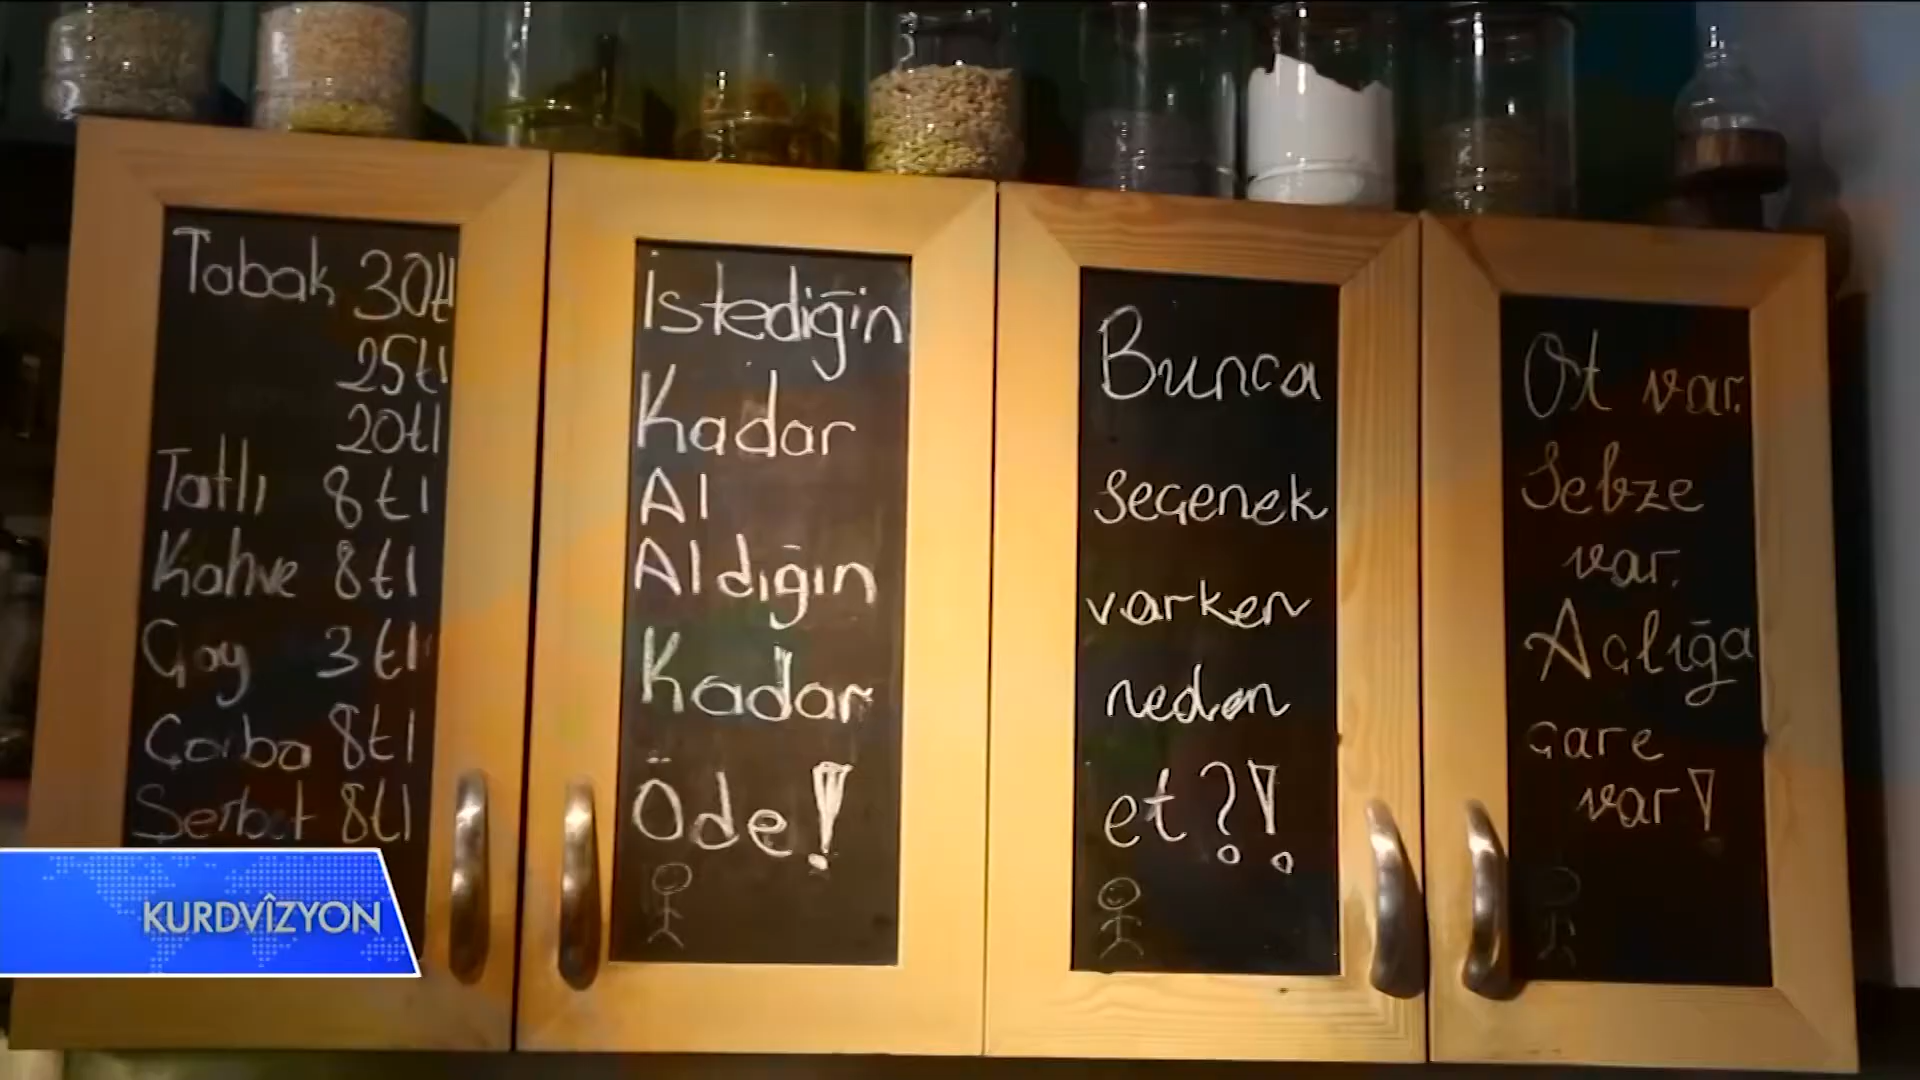 Tabak 30tl
25tl
20tl
Tatlı 8tl
Kahve 8tl
Çay 3tl
Çorba 8tl
Şerbet 8tl
İstediğin
Kadar
Al
Aldığın
Kadar
Öde!
Bunca
seçenek
varken
neden
et?!
Ot var.
Sebze
var.
Açlığa
çare
var!
KURDVÎZYON